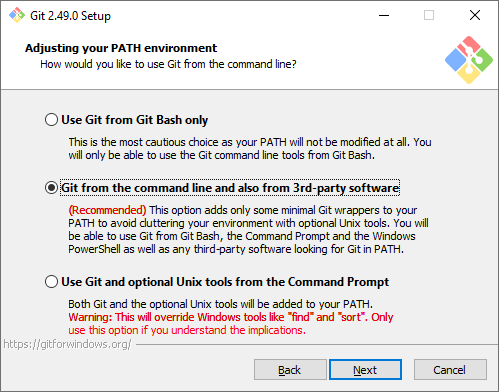 Git 2.49.0 Setup
Adjusting your PATH environment
How would you like to use Git from the command line?
Use Git from Git Bash only
This is the most cautious choice as your PATH will not be modified at all. You
will only be able to use the Git command line tools from Git Bash.
Git from the command line and also from 3rd-party software
(Recommended) This option adds only some minimal Git wrappers to your
PATH to avoid cluttering your environment with optional Unix tools. You will
be able to use Git from Git Bash, the Command Prompt and the Windows
PowerShell as well as any third-party software looking for Git in PATH.
Use Git and optional Unix tools from the Command Prompt
Both Git and the optional Unix tools will be added to your PATH.
Warning: This will override Windows tools like "find" and "sort". Only
use this option if you understand the implications.
https://gitforwindows.org/
Back
Next
Cancel